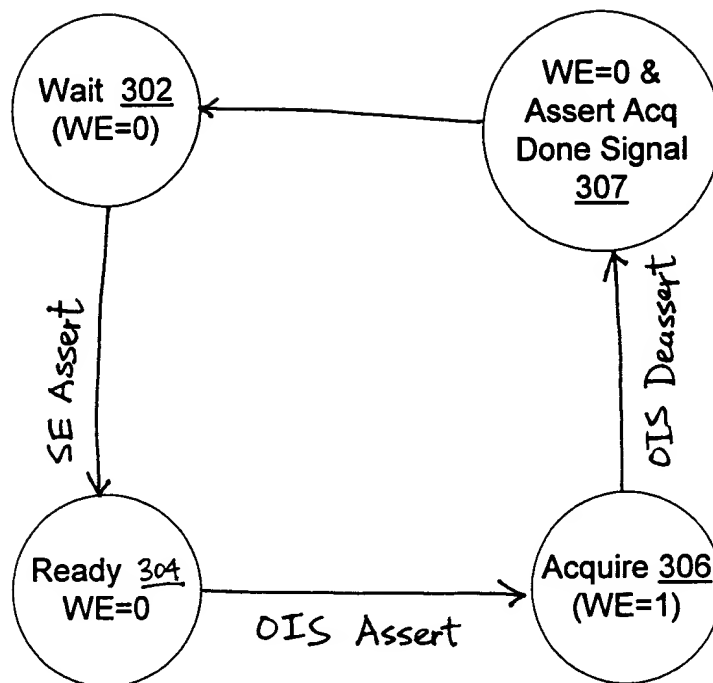 Wait 302
(WE=0)
WE=0 &
Assert Acq
Done Signal
307
SE Assert
OIS Deassert
Ready 304
WE=0
Acquire 306
(WE=1)
OIS Assert